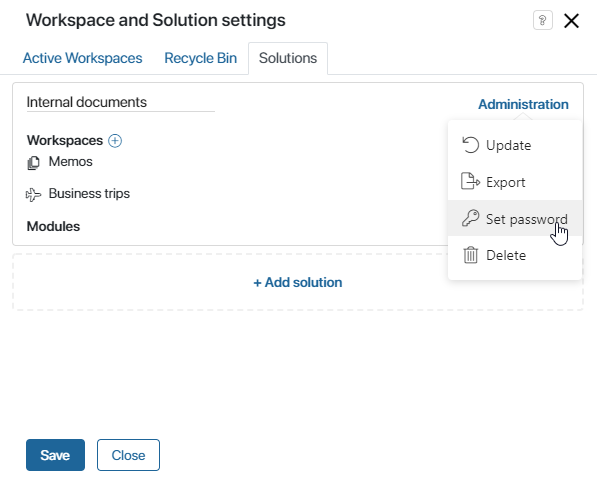 Workspace and Solution settings
?
Active Workspaces
Recycle Bin
Solutions
Internal documents
Administration
Workspaces
Memos
Business trips
Modules
Update
Export
Set password
Delete
+ Add solution
Save
Close